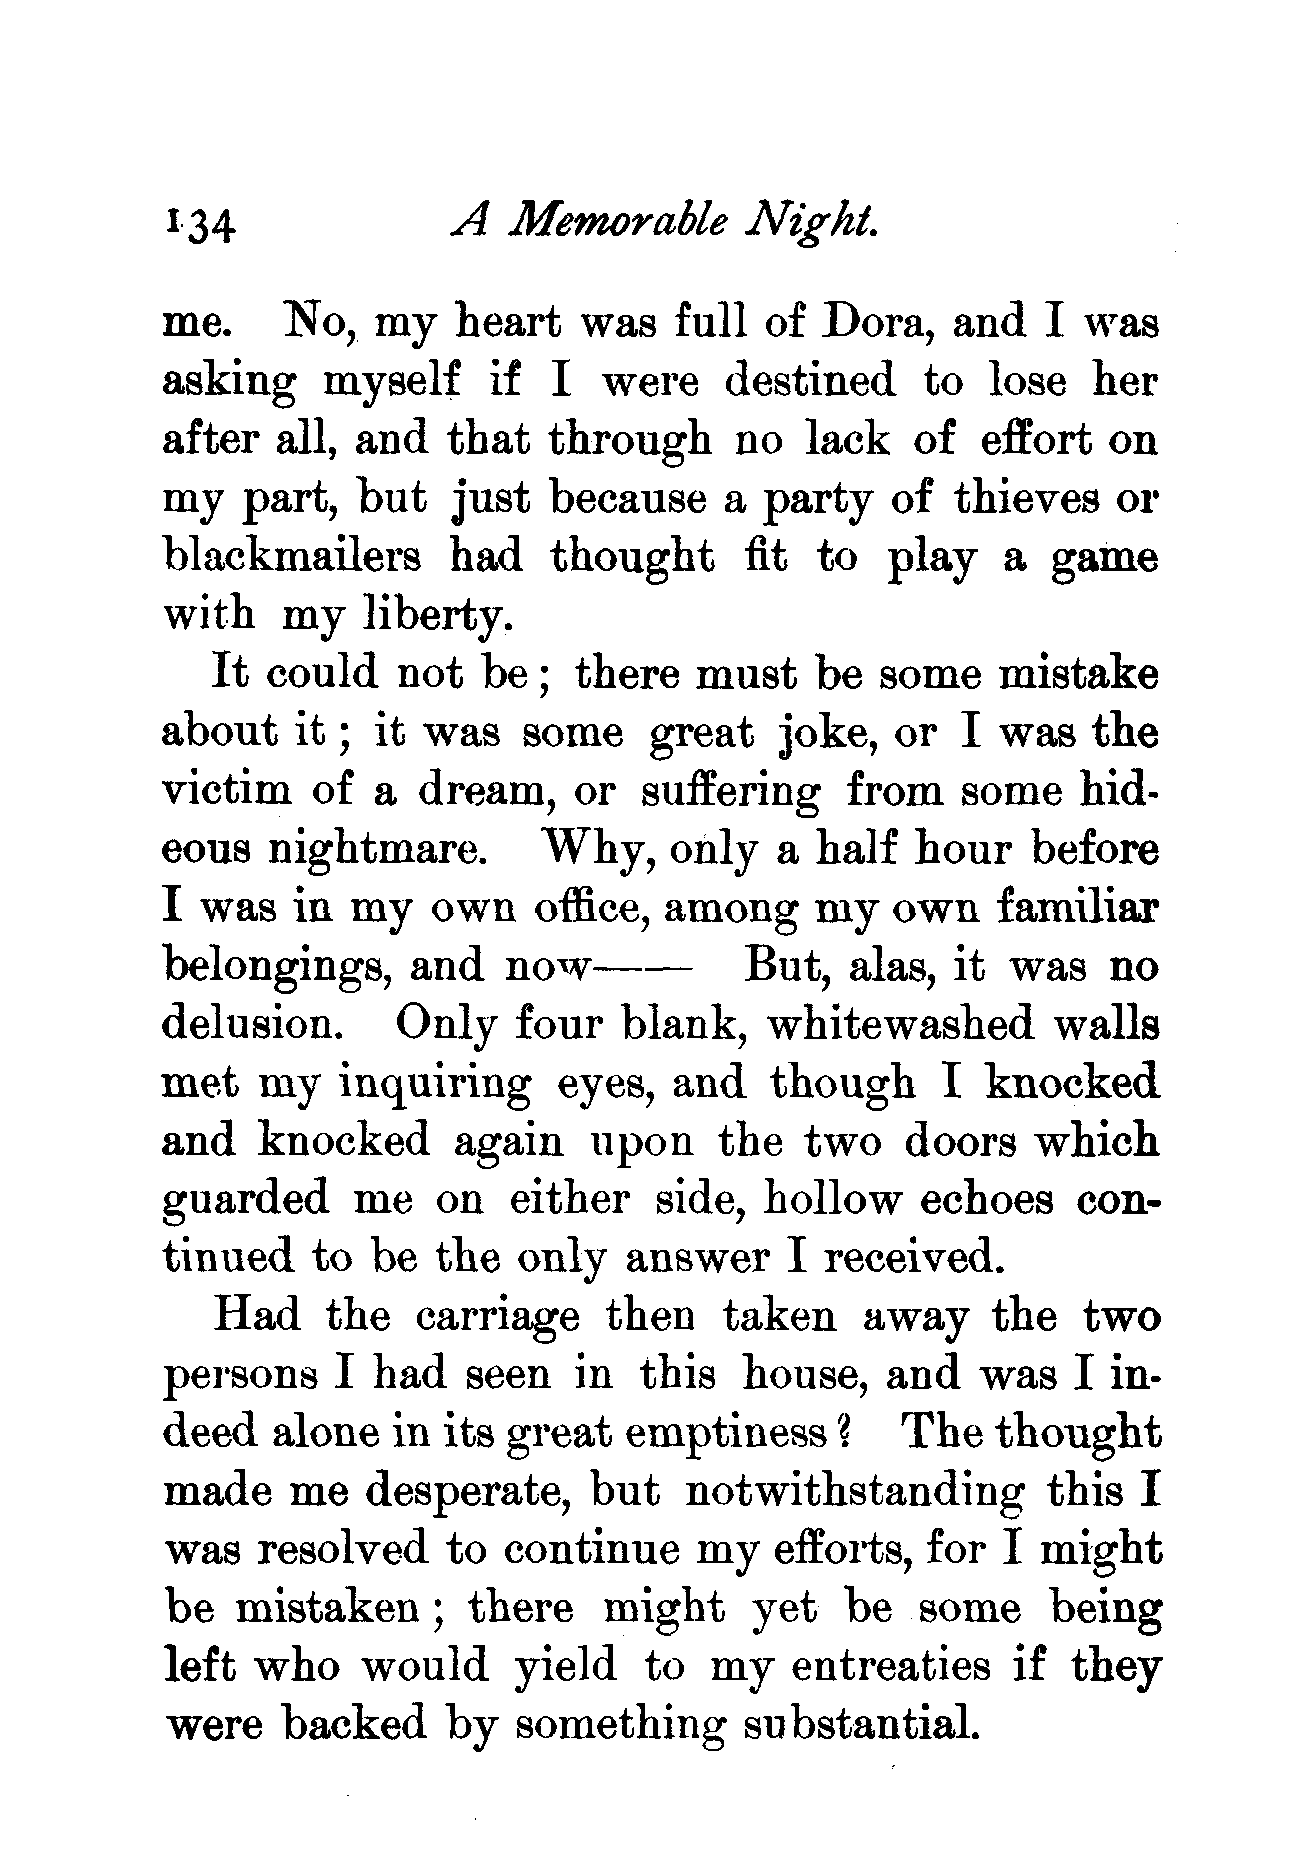 134 A Memorable Night.
me. No, my heart was full of Dora, and I was
asking myself if I were destined to lose her
after all, and that through no lack of effort on
my part, but just because a party of thieves or
blackmailers had thought fit to play a game
with my liberty.
It could not be; there must be some mistake
about it; it was some great joke, or I was the
victim of a dream, or suffering from some hid-
eous nightmare. Why, only a half hour before
I was in my own office, among my own familiar
belongings, and now—— But, alas, it was no
delusion. Only four blank, whitewashed walls
met my inquiring eyes, and though I knocked
and knocked again upon the two doors which
guarded me on either side, hollow echoes con-
tinued to be the only answer I received.
Had the carriage then taken away the two
persons I had seen in this house, and was I in-
deed alone in its great emptiness? The thought
made me desperate, but notwithstanding this I
was resolved to continue my efforts, for I might
be mistaken; there might yet be some being
left who would yield to my entreaties if they
were backed by something substantial.